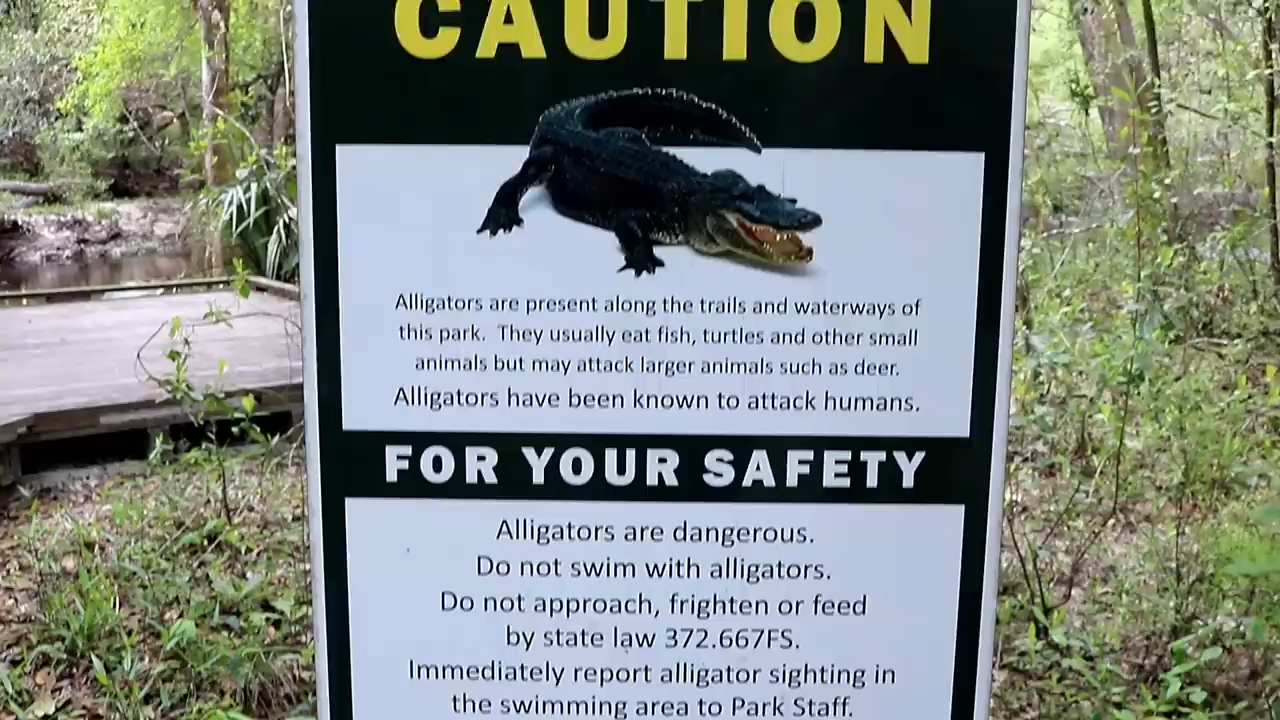 CAUTION
Alligators are present along the trails and waterways of
this park. They usually eat fish, turtles and other small
animals but may attack larger animals such as deer.
Alligators have been known to attack humans.
FOR YOUR SAFETY
Alligators are dangerous.
Do not swim with alligators.
Do not approach, frighten or feed
by state law 372.667FS.
Immediately report alligator sighting in
the swimming area to Park Staff.